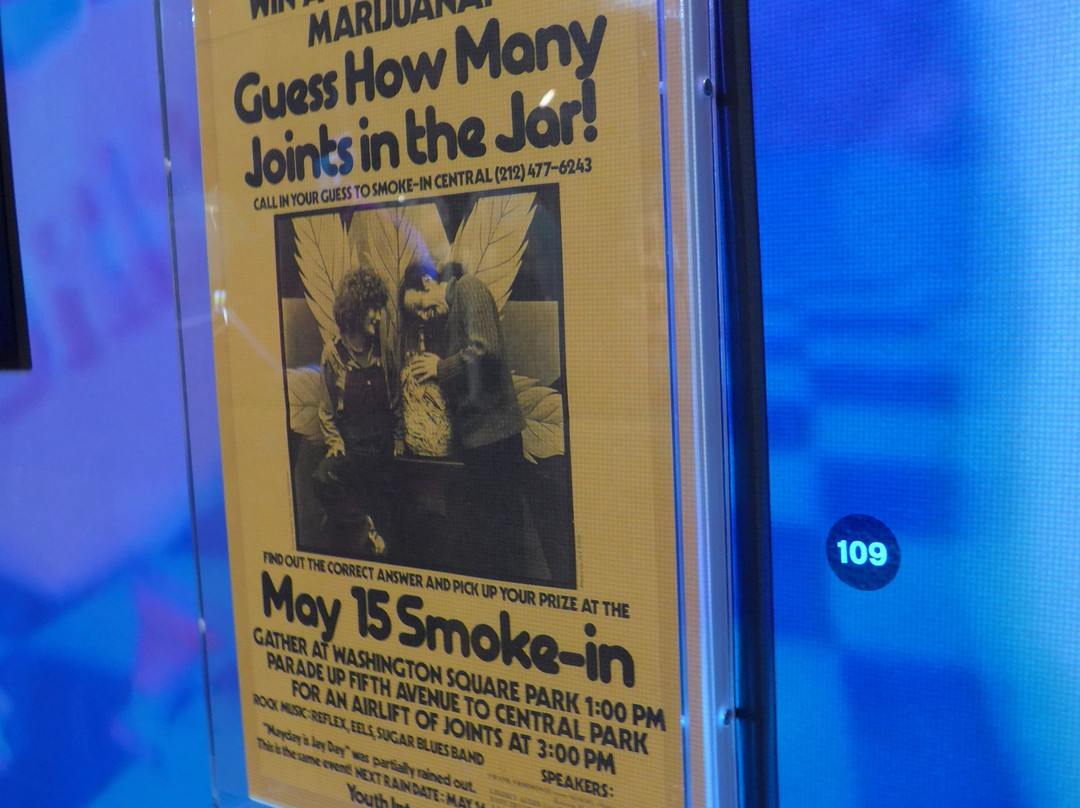 WIN A
MARIJUANA!
Guess How Many
Joints in the Jar!
CALL IN YOUR GUESS TO SMOKE-IN CENTRAL (212) 477-6243
FIND OUT THE CORRECT ANSWER AND PICK UP YOUR PRIZE AT THE
May 15 Smoke-in
GATHER AT WASHINGTON SQUARE PARK 1:00 PM
PARADE UP FIFTH AVENUE TO CENTRAL PARK
FOR AN AIRLIFT OF JOINTS AT 3:00 PM
ROCK MUSIC: REFLEX, EELS, SUGAR BLUES BAND
SPEAKERS:
"Mayday is Jay Day" was partially rained out.
This is the same event! NEXT RAIN DATE: MAY
Youth
109